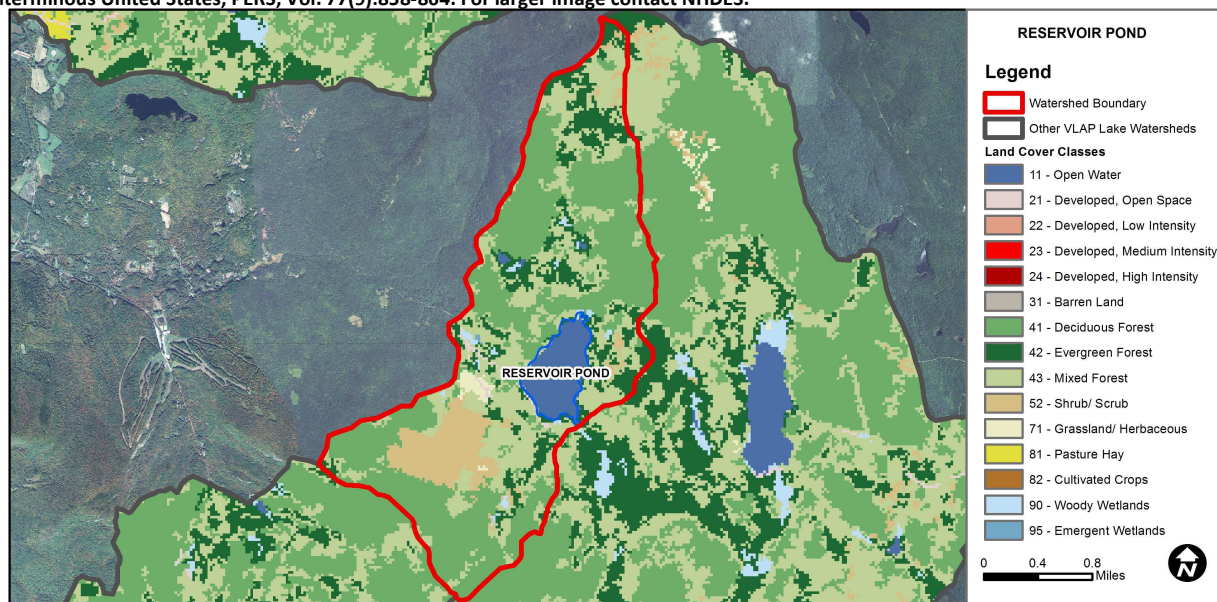 RESERVOIR POND
RESERVOIR POND
Legend
Watershed Boundary
Other VLAP Lake Watersheds
Land Cover Classes
11 - Open Water
21 - Developed, Open Space
22 - Developed, Low Intensity
23 - Developed, Medium Intensity
24 - Developed, High Intensity
31 - Barren Land
41 - Deciduous Forest
42 - Evergreen Forest
43 - Mixed Forest
52 - Shrub/ Scrub
71 - Grassland/ Herbaceous
81 - Pasture Hay
82 - Cultivated Crops
90 - Woody Wetlands
95 - Emergent Wetlands
0 0.4 0.8
Miles
N